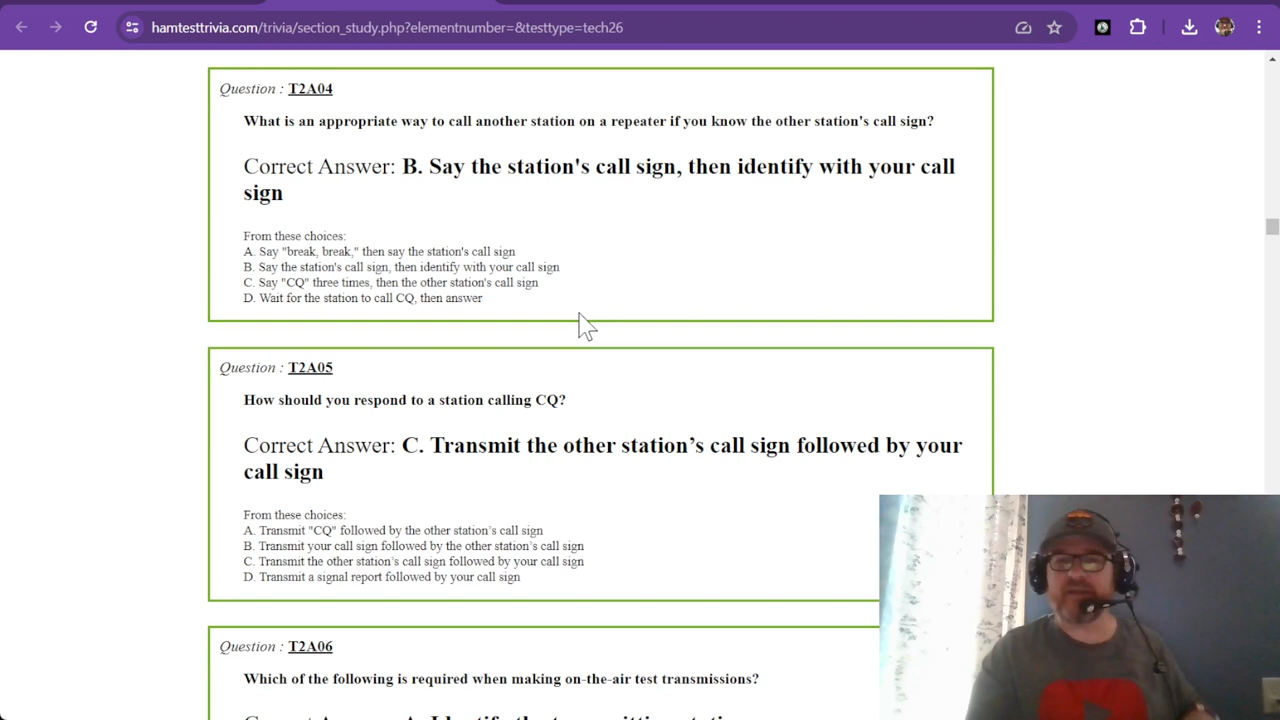 hamtesttrivia.com/trivia/section_study.php?elementnumber=&testtype=tech26
Question : T2A04
What is an appropriate way to call another station on a repeater if you know the other station's call sign?
Correct Answer: B. Say the station's call sign, then identify with your call
sign
From these choices:
A. Say "break, break," then say the station's call sign
B. Say the station's call sign, then identify with your call sign
C. Say "CQ" three times, then the other station's call sign
D. Wait for the station to call CQ, then answer
Question : T2A05
How should you respond to a station calling CQ?
Correct Answer: C. Transmit the other station’s call sign followed by your
call sign
From these choices:
A. Transmit "CQ" followed by the other station’s call sign
B. Transmit your call sign followed by the other station’s call sign
C. Transmit the other station’s call sign followed by your call sign
D. Transmit a signal report followed by your call sign
Question : T2A06
Which of the following is required when making on-the-air test transmissions?
Correct Answer: A. Identify the transmitting station